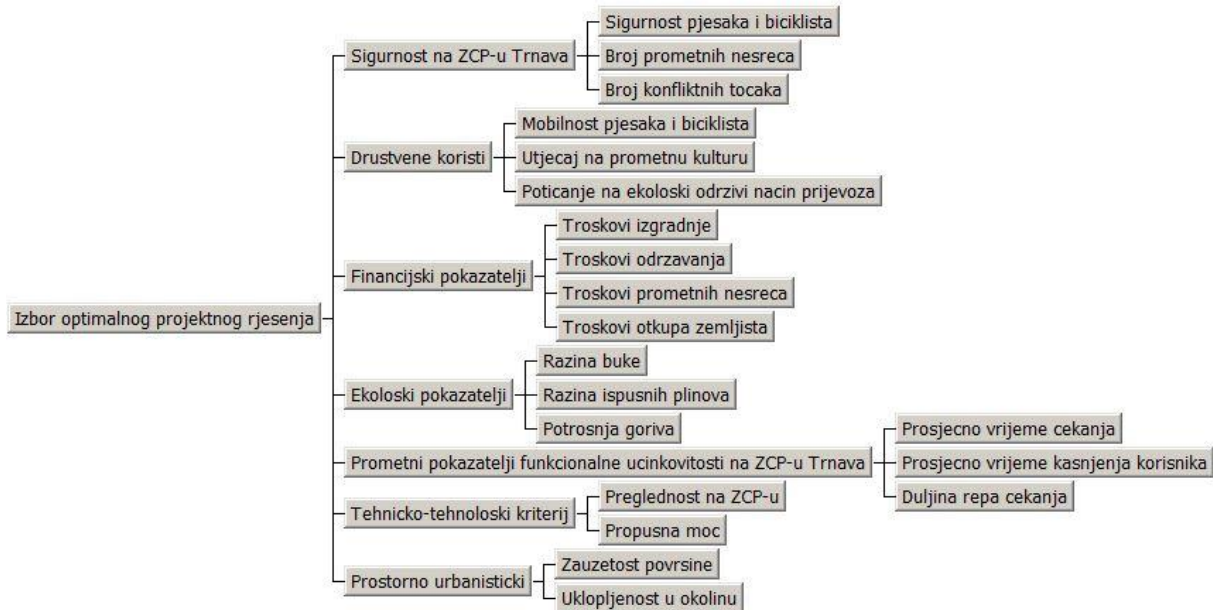 Izbor optimalnog projektnog rjesenja
Sigurnost na ZCP-u Trnava
Sigurnost pjesaka i biciklista
Broj prometnih nesreca
Broj konfliktnih tocaka
Drustvene koristi
Mobilnost pjesaka i biciklista
Utjecaj na prometnu kulturu
Poticanje na ekoloski odrzivi nacin prijevoza
Financijski pokazatelji
Troskovi izgradnje
Troskovi odrzavanja
Troskovi prometnih nesreca
Troskovi otkupa zemljista
Ekoloski pokazatelji
Razina buke
Razina ispusnih plinova
Potrosnja goriva
Prometni pokazatelji funkcionalne ucinkovitosti na ZCP-u Trnava
Prosjecno vrijeme cekanja
Prosjecno vrijeme kasnjenja korisnika
Duljina repa cekanja
Tehnicko-tehnoloski kriterij
Preglednost na ZCP-u
Propusna moc
Prostorno urbanisticki
Zauzetost povrsine
Uklopljenost u okolinu